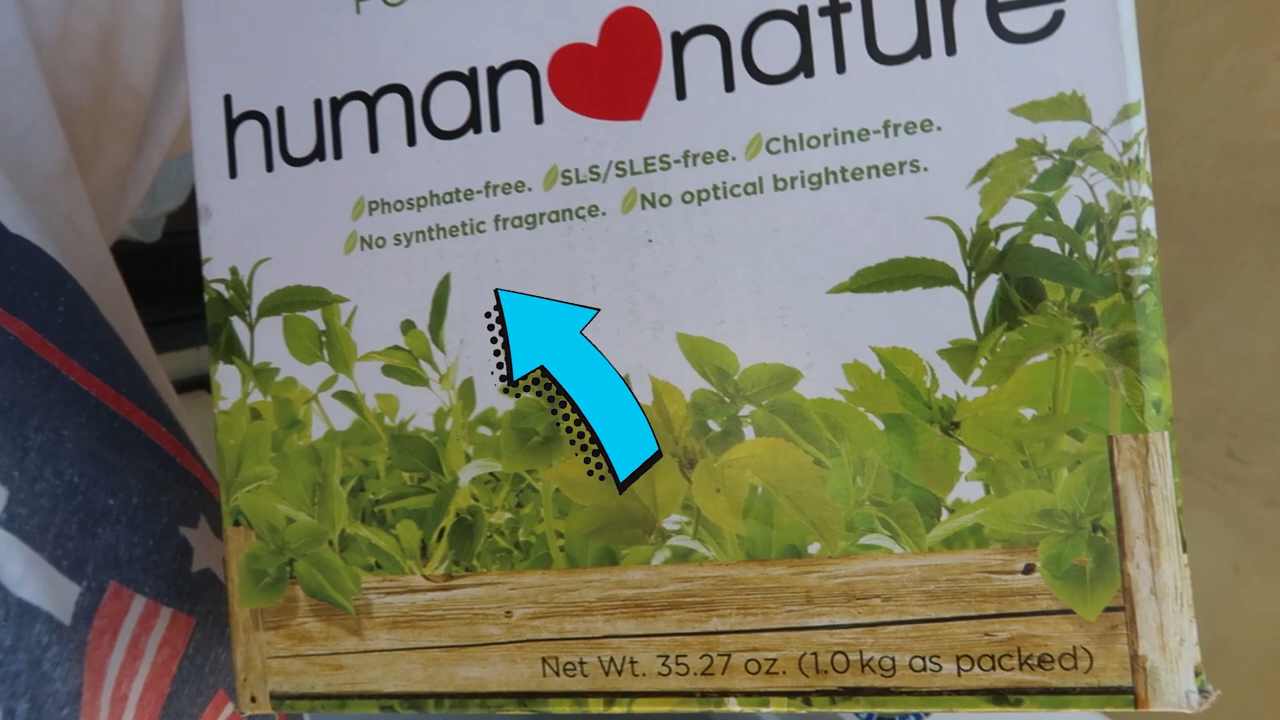 human nature
Phosphate-free. SLS/SLES-free. Chlorine-free.
No synthetic fragrance. No optical brighteners.
Net Wt. 35.27 oz. (1.0 kg as packed)